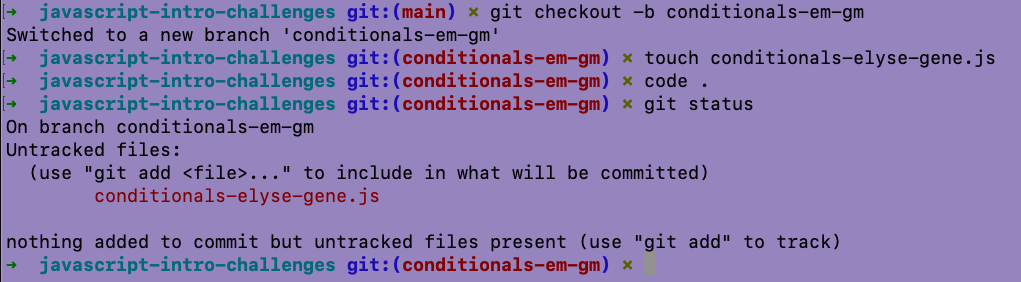 [➜  javascript-intro-challenges git:(main) ✗ git checkout -b conditionals-em-gm
Switched to a new branch 'conditionals-em-gm'
[➜  javascript-intro-challenges git:(conditionals-em-gm) ✗ touch conditionals-elyse-gene.js
[➜  javascript-intro-challenges git:(conditionals-em-gm) ✗ code .
[➜  javascript-intro-challenges git:(conditionals-em-gm) ✗ git status
On branch conditionals-em-gm
Untracked files:
  (use "git add <file>..." to include in what will be committed)
        conditionals-elyse-gene.js

nothing added to commit but untracked files present (use "git add" to track)
➜  javascript-intro-challenges git:(conditionals-em-gm) ✗